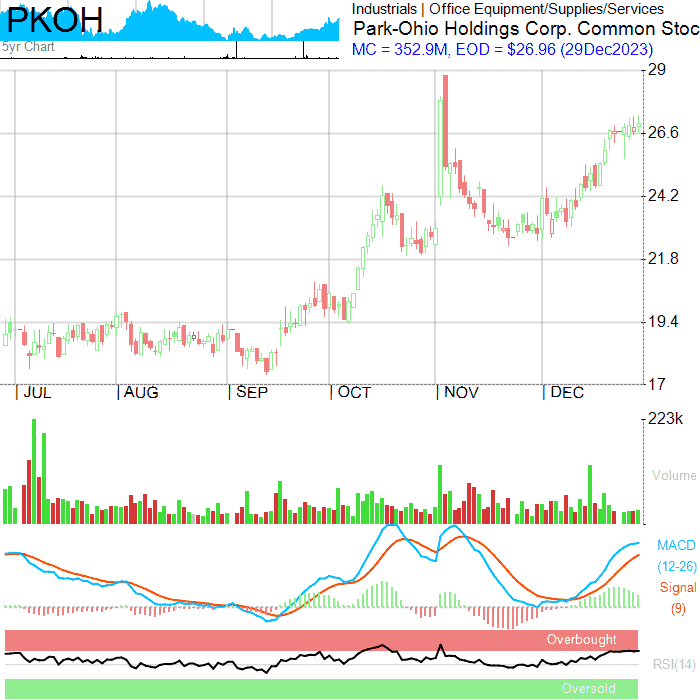 PKOH
5yr Chart
Industrials | Office Equipment/Supplies/Services
Park-Ohio Holdings Corp. Common Stoc
MC = 352.9M, EOD = $26.96 (29Dec2023)
29
26.6
24.2
21.8
19.4
17
JUL AUG SEP OCT NOV DEC
223k
Volume
MACD
(12-26)
Signal
(9)
Overbought
RSI(14)
Oversold